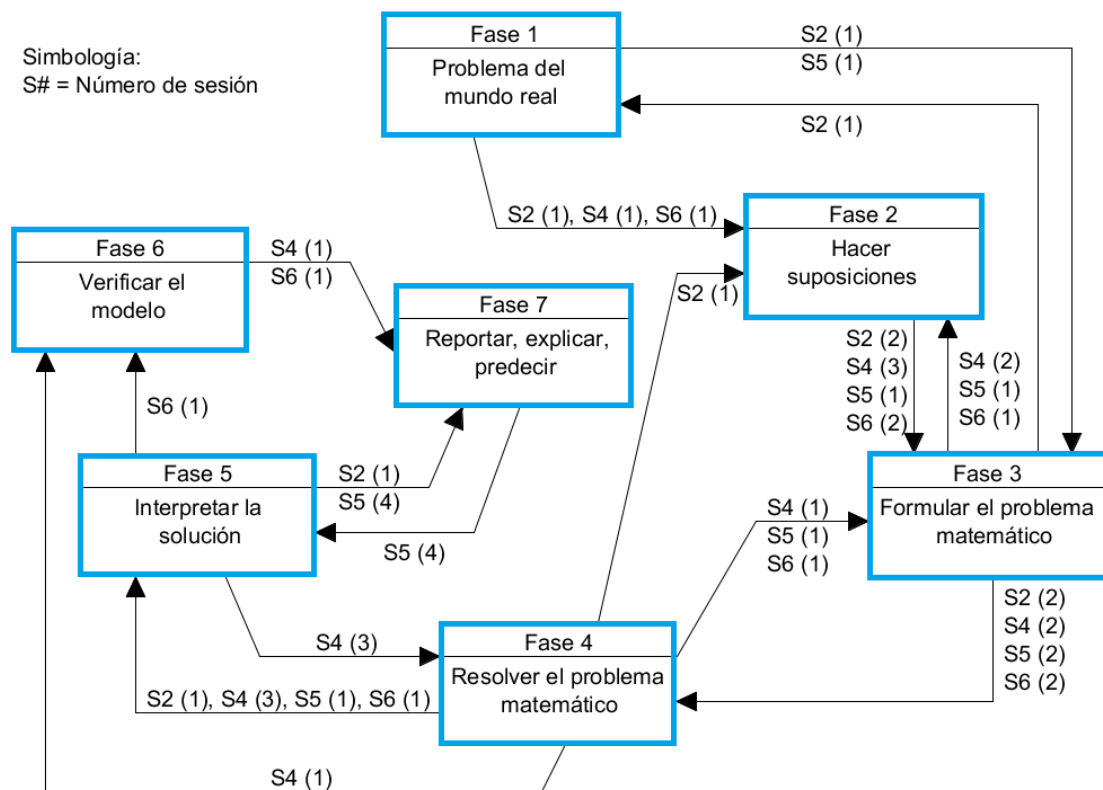 Simbología:
S# = Número de sesión
Fase 1
Problema del
mundo real
S2 (1)
S5 (1)
S2 (1)
S2 (1), S4 (1), S6 (1)
Fase 2
Hacer
suposiciones
Fase 6
Verificar el
modelo
S4 (1)
S6 (1)
Fase 7
Reportar, explicar,
predecir
S2 (1)
S2 (2)
S4 (3)
S5 (1)
S6 (2)
S4 (2)
S5 (1)
S6 (1)
S6 (1)
Fase 5
Interpretar la
solución
S2 (1)
S5 (4)
S5 (4)
Fase 3
Formular el problema
matemático
S4 (1)
S5 (1)
S6 (1)
S2 (2)
S4 (2)
S5 (2)
S6 (2)
S4 (3)
Fase 4
Resolver el problema
matemático
S2 (1), S4 (3), S5 (1), S6 (1)
S4 (1)